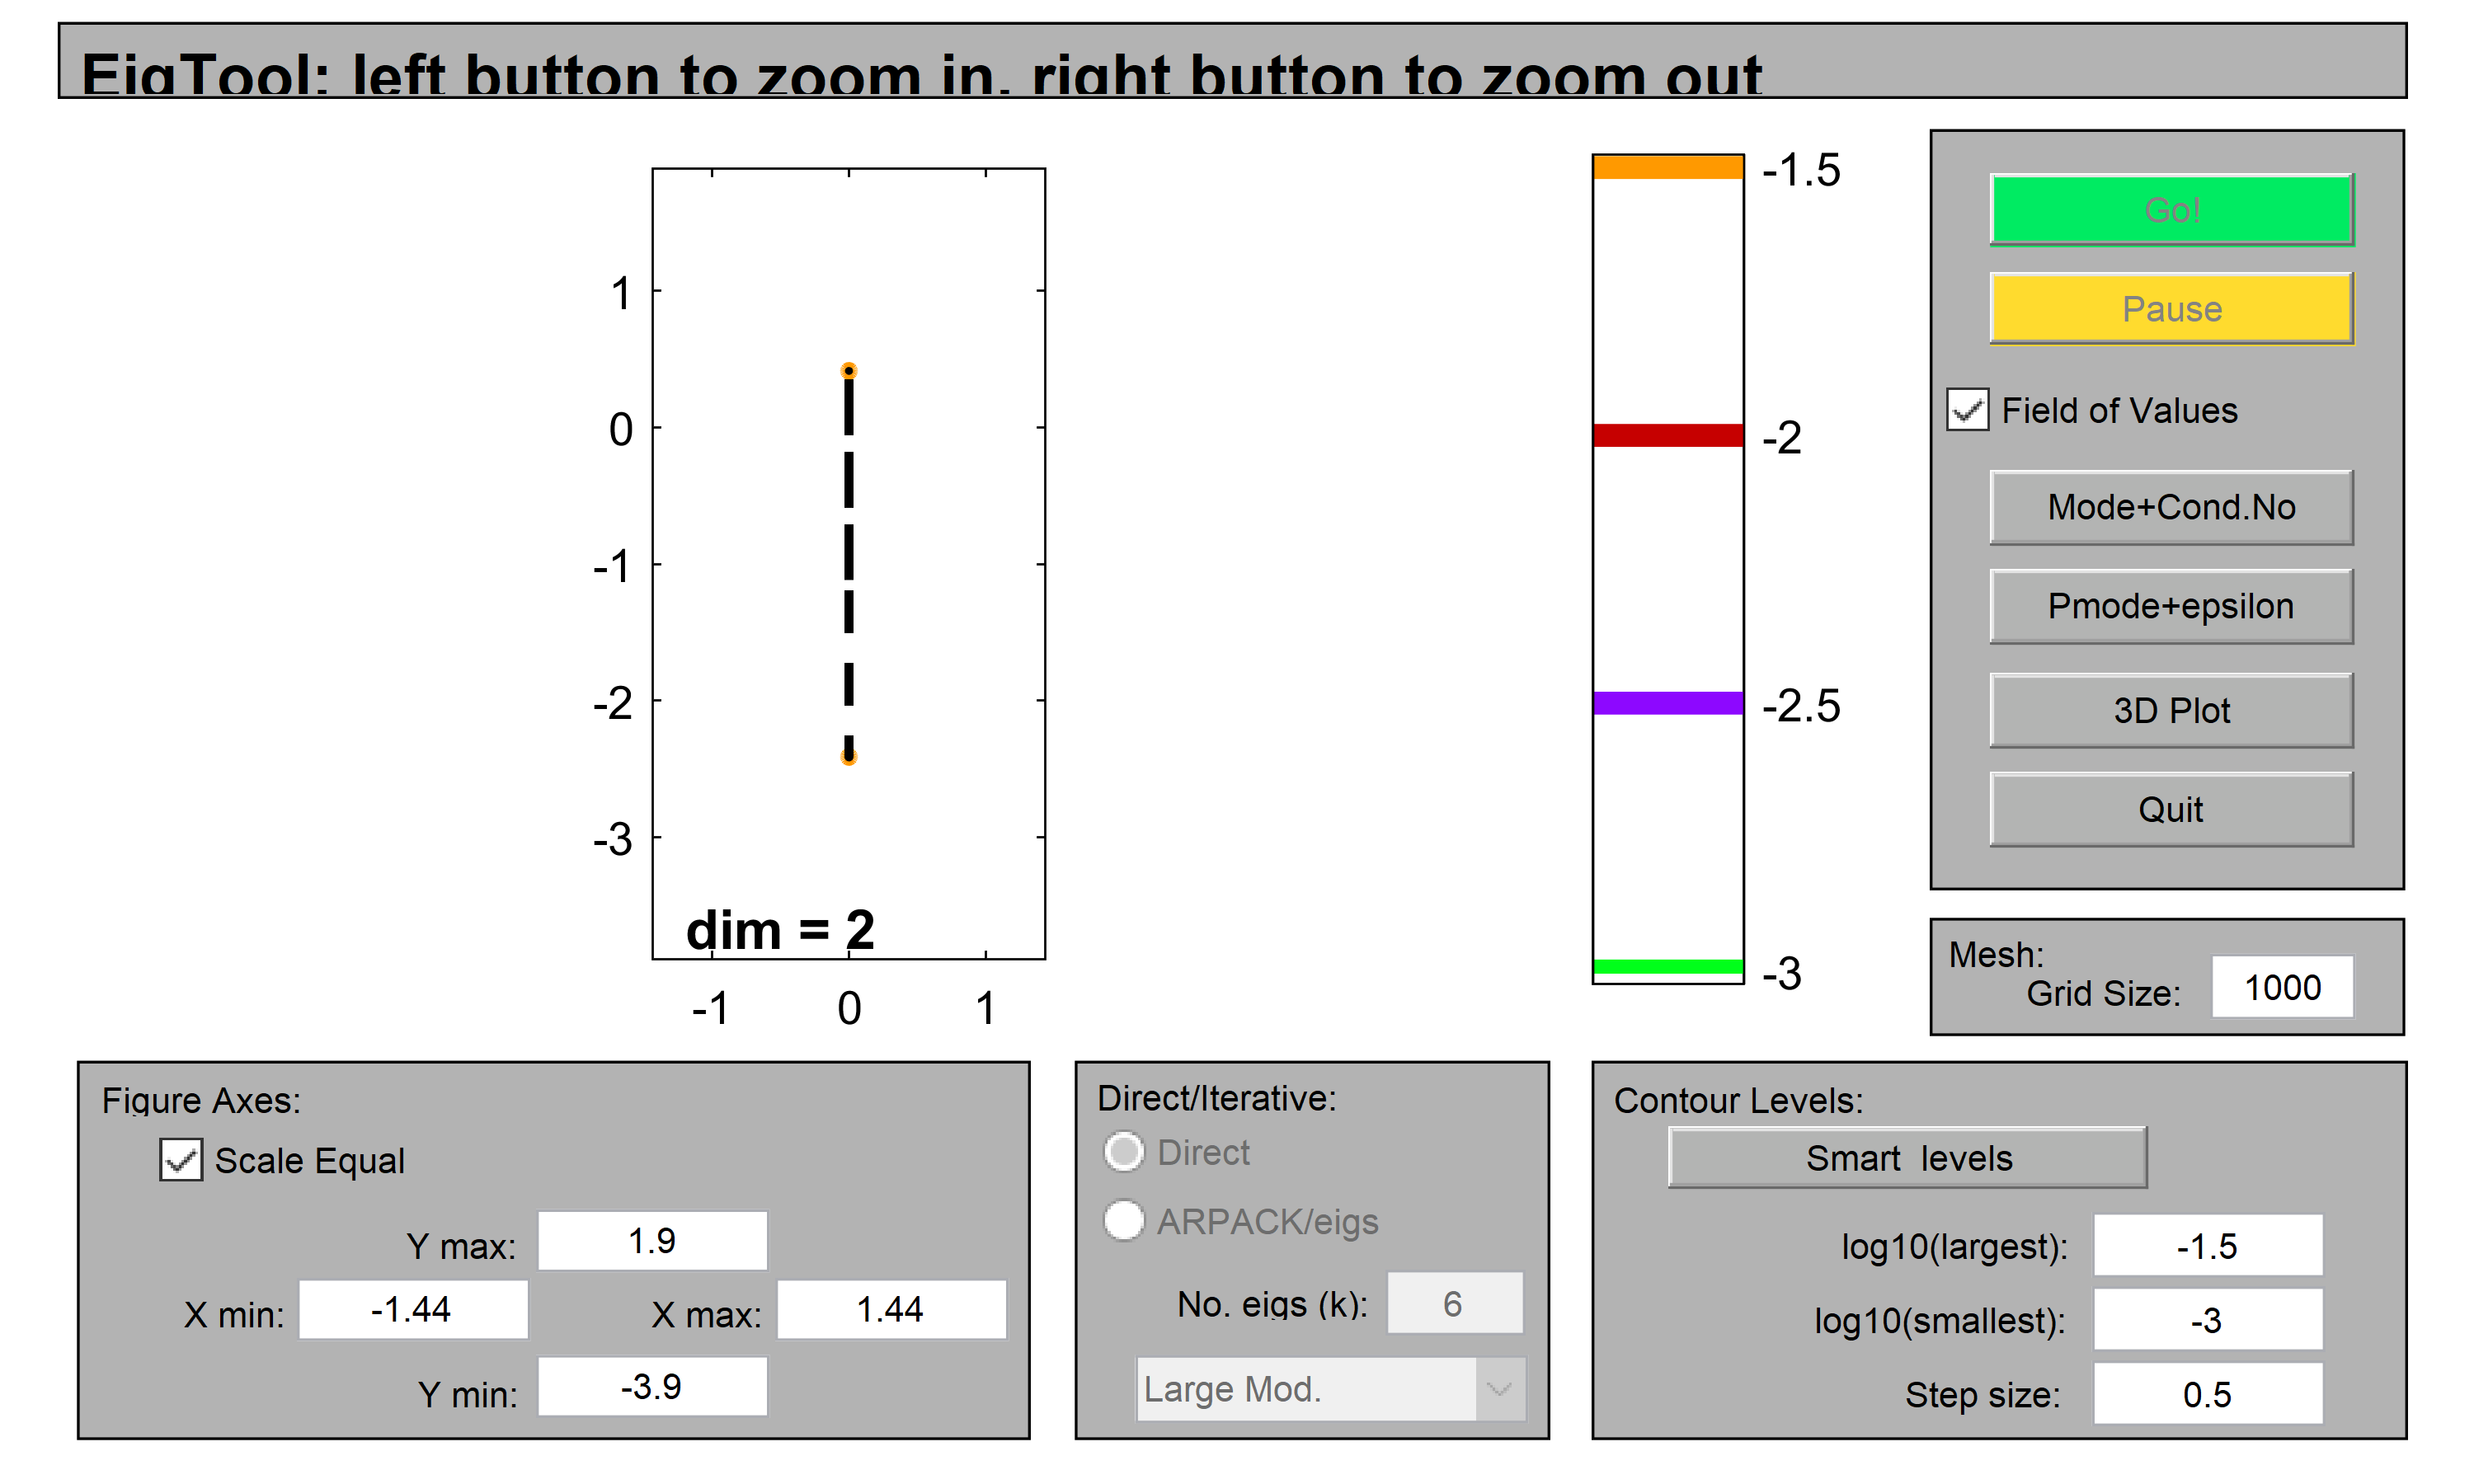 EigTool: left button to zoom in, right button to zoom out
1
0
-1
-2
-3
dim = 2
-1 0 1
-1.5
-2
-2.5
-3
Go!
Pause
Field of Values
Mode+Cond.No
Pmode+epsilon
3D Plot
Quit
Mesh:
Grid Size: 1000
Figure Axes:
Scale Equal
Y max: 1.9
X min: -1.44 X max: 1.44
Y min: -3.9
Direct/Iterative:
Direct
ARPACK/eigs
No. eigs (k): 6
Large Mod.
Contour Levels:
Smart levels
log10(largest): -1.5
log10(smallest): -3
Step size: 0.5